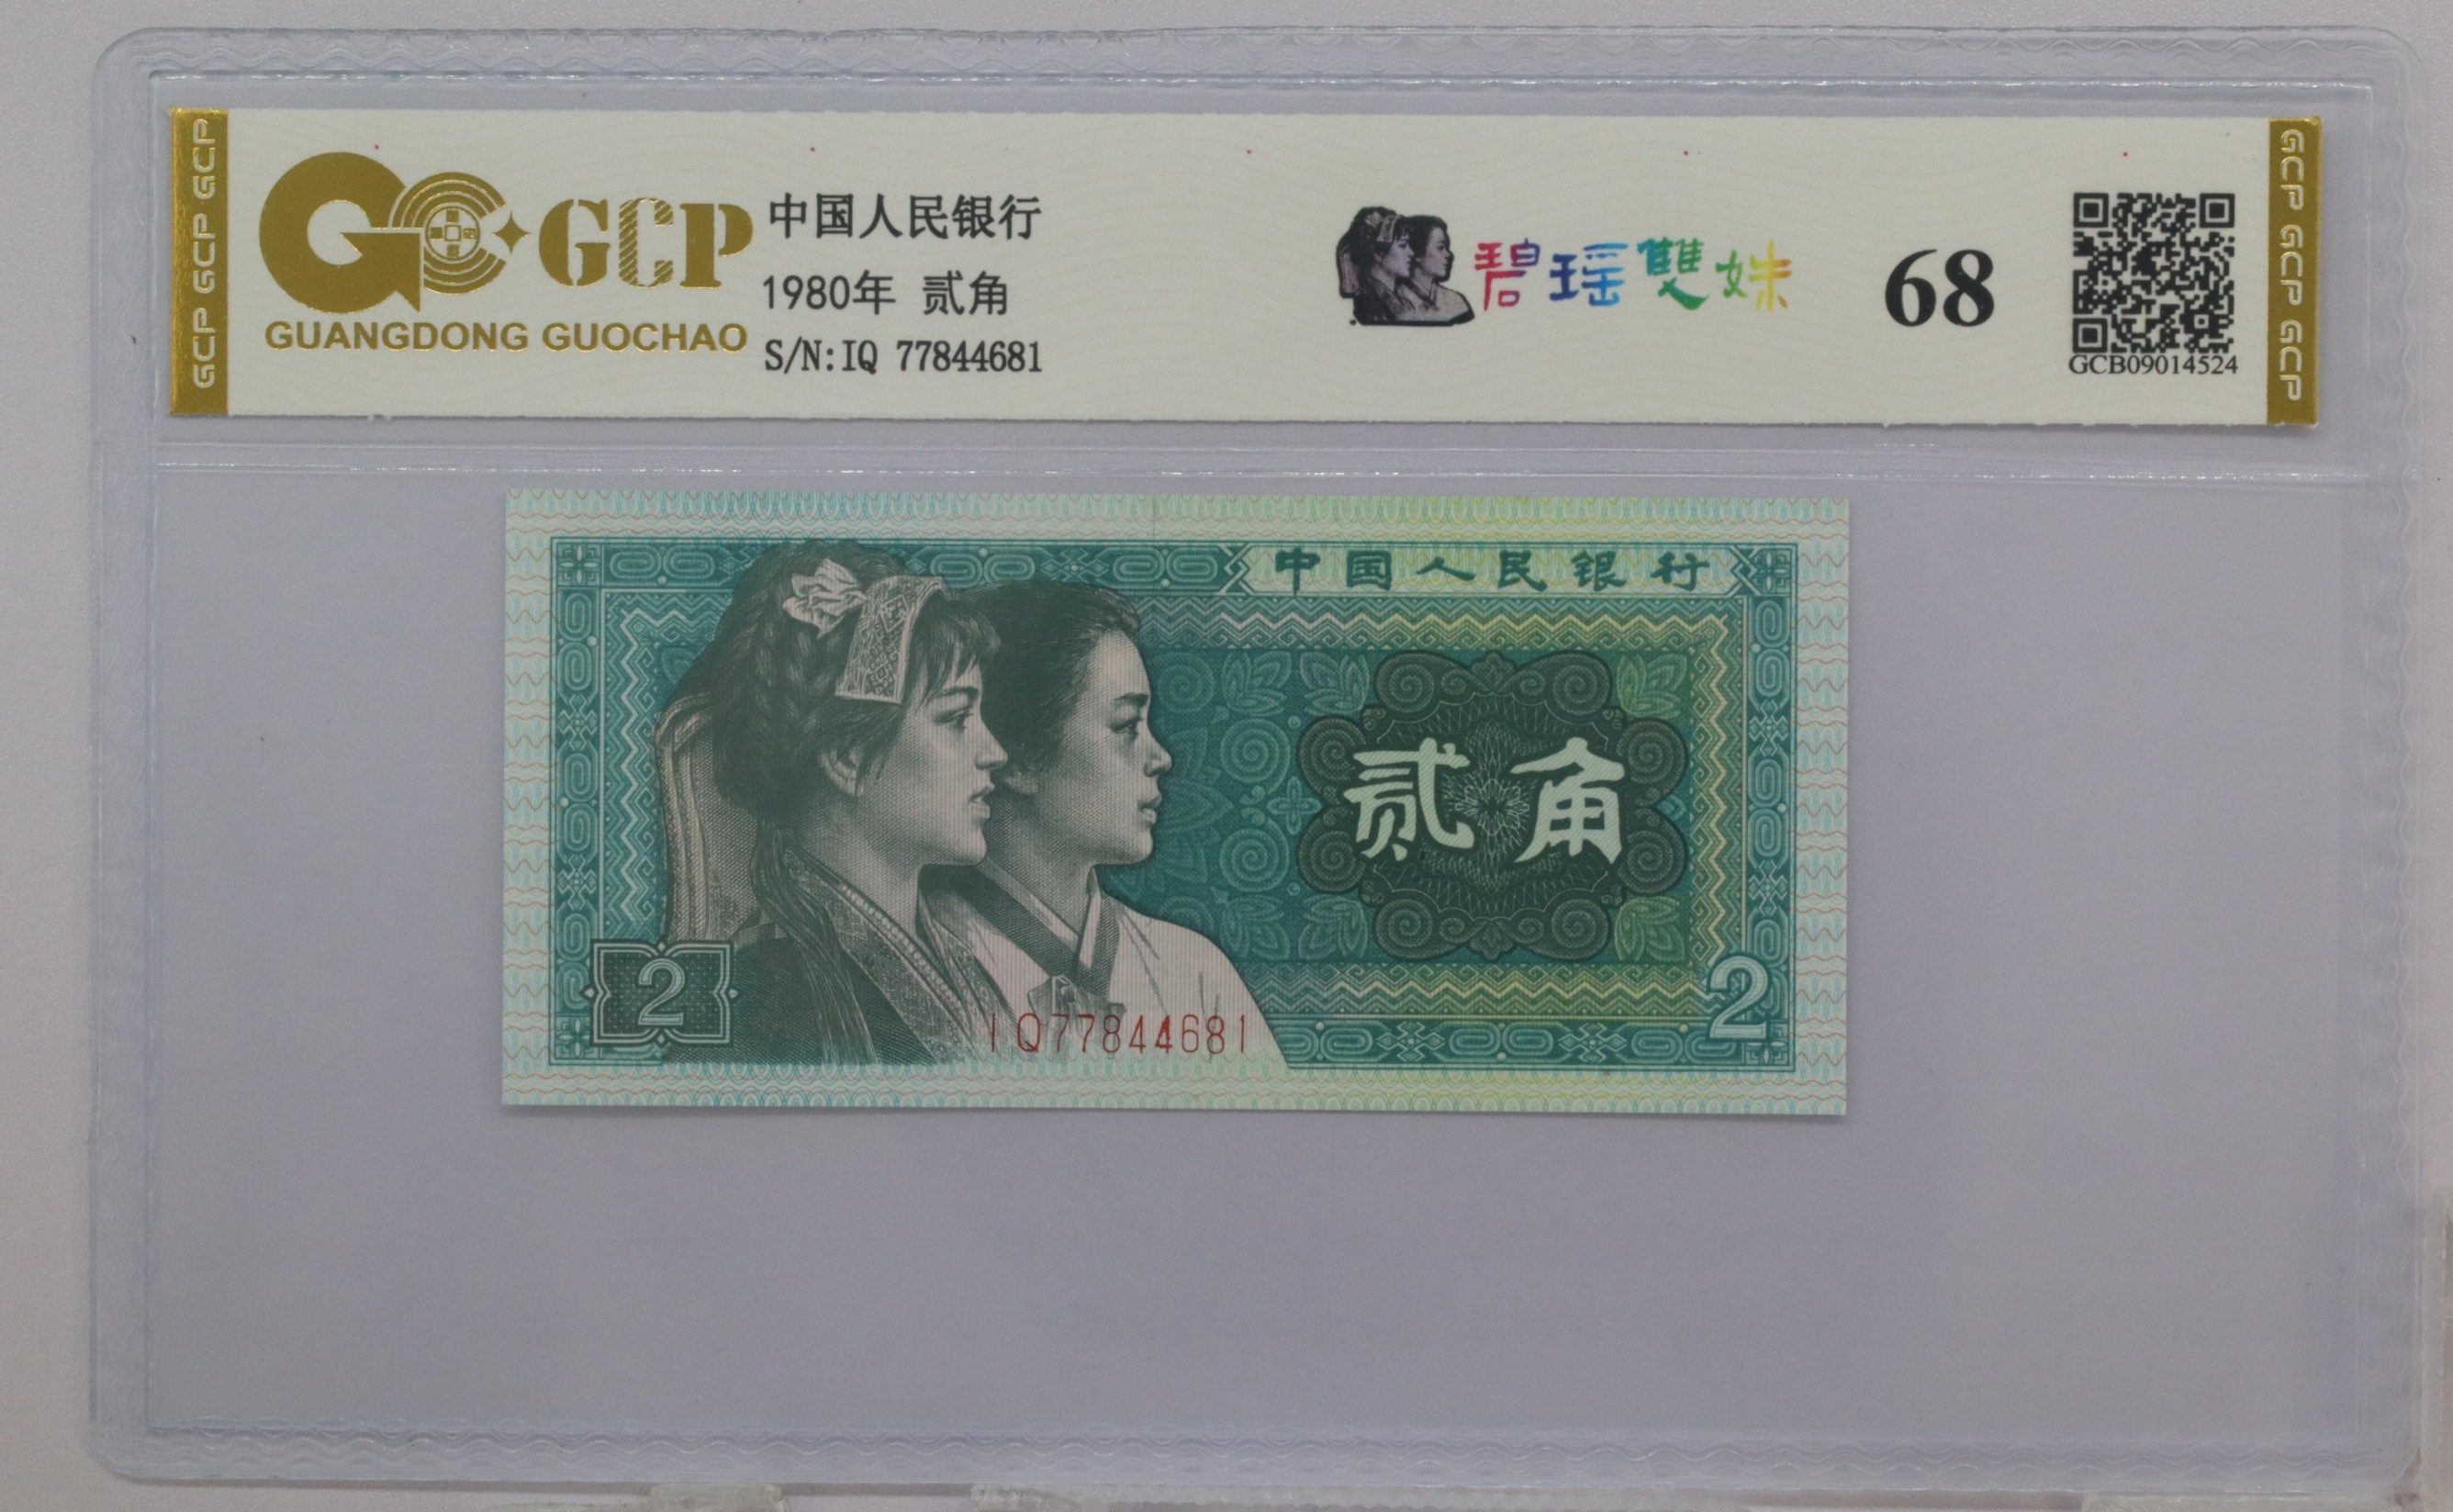 GCP GCP GCP
GCP
GUANGDONG GUOCHAO
中国人民银行
1980年 贰角
S/N:IQ 77844681
碧瑶雙妹
68
GCB09014524
GCP GCP GCP
中国人民银行
贰角
2
2
IQ77844681